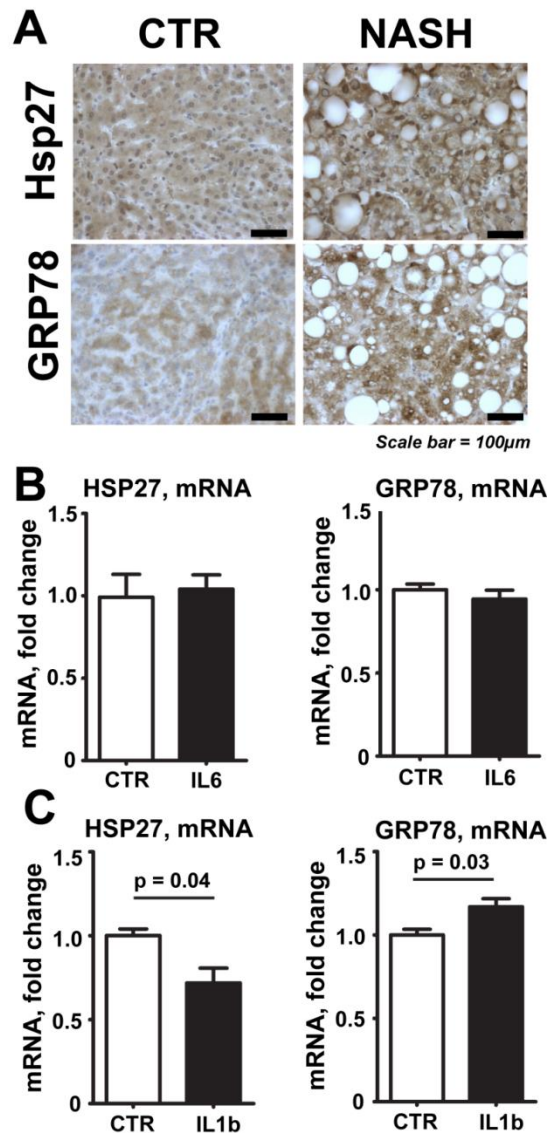 A
CTR NASH
Hsp27
GRP78
Scale bar = 100µm
B
HSP27, mRNA
mRNA, fold change
1.5
1.0
0.5
0
CTR IL6
GRP78, mRNA
mRNA, fold change
1.5
1.0
0.5
0
CTR IL6
C
HSP27, mRNA
mRNA, fold change
1.5
1.0
0.5
0
p = 0.04
CTR IL1b
GRP78, mRNA
mRNA, fold change
1.5
1.0
0.5
0
p = 0.03
CTR IL1b